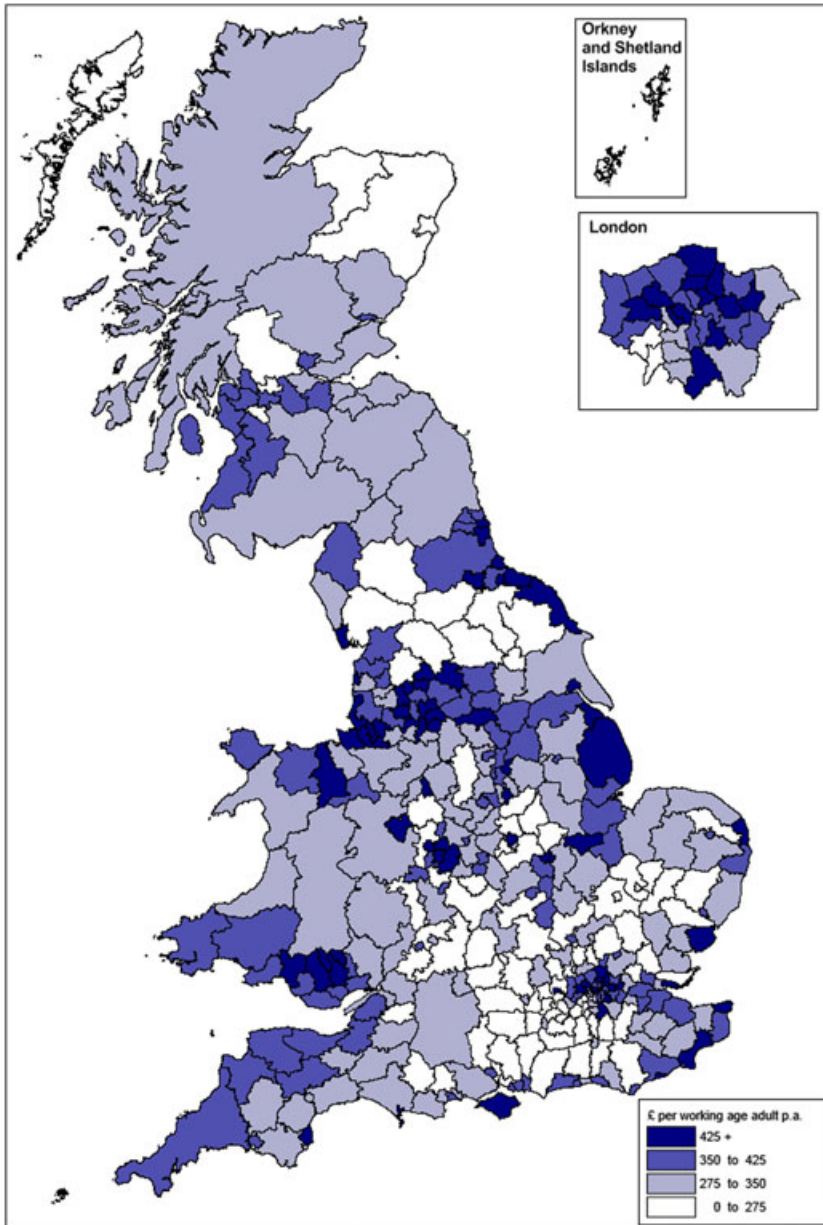 Orkney
and Shetland
Islands
London
£ per working age adult p.a.
425 +
350 to 425
275 to 350
0 to 275